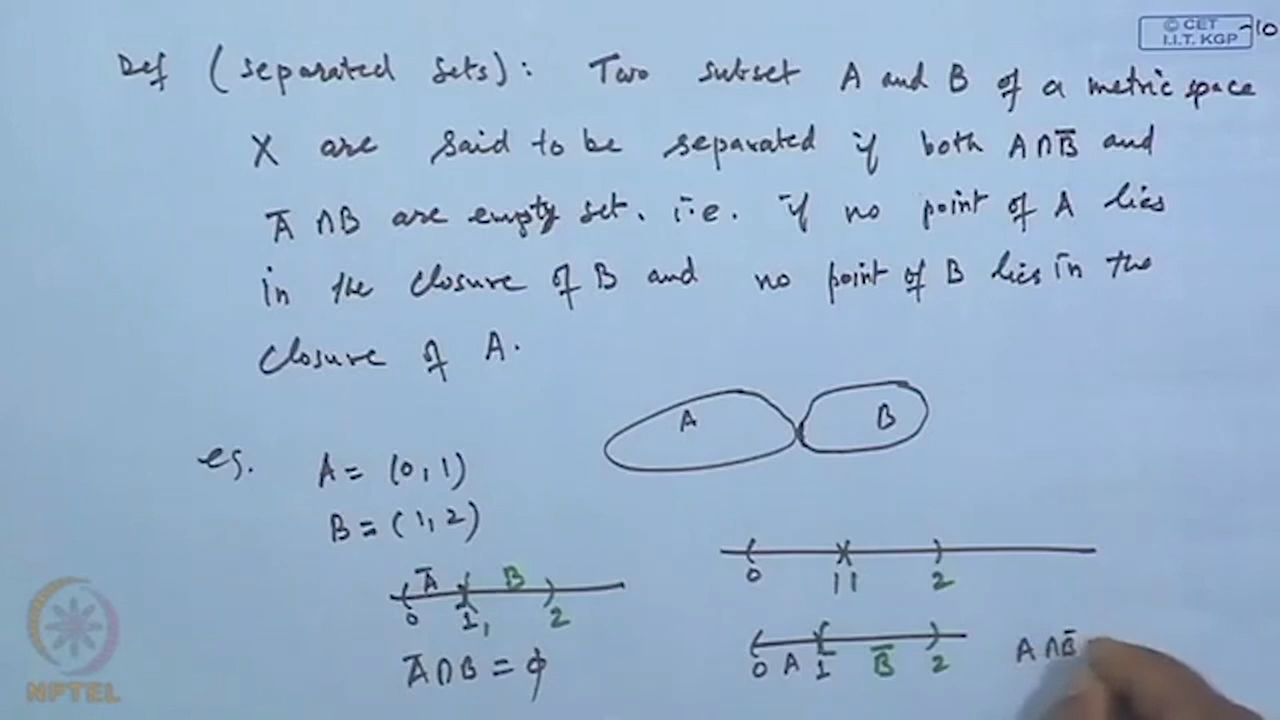 © CET
I.I.T. KGP
-10
Def (separated sets): Two subset A and B of a metric space
X are said to be separated if both A∩B̅ and
A̅ ∩B are empty set. i.e. if no point of A lies
in the closure of B and no point of B lies in the
closure of A.
A B
eg. A = (0, 1)
B = (1, 2)
A̅ B
0 1, 2
A̅ ∩ B = φ
0 1 1 2
0 A 1 B̅ 2
A ∩ B̅
NPTEL